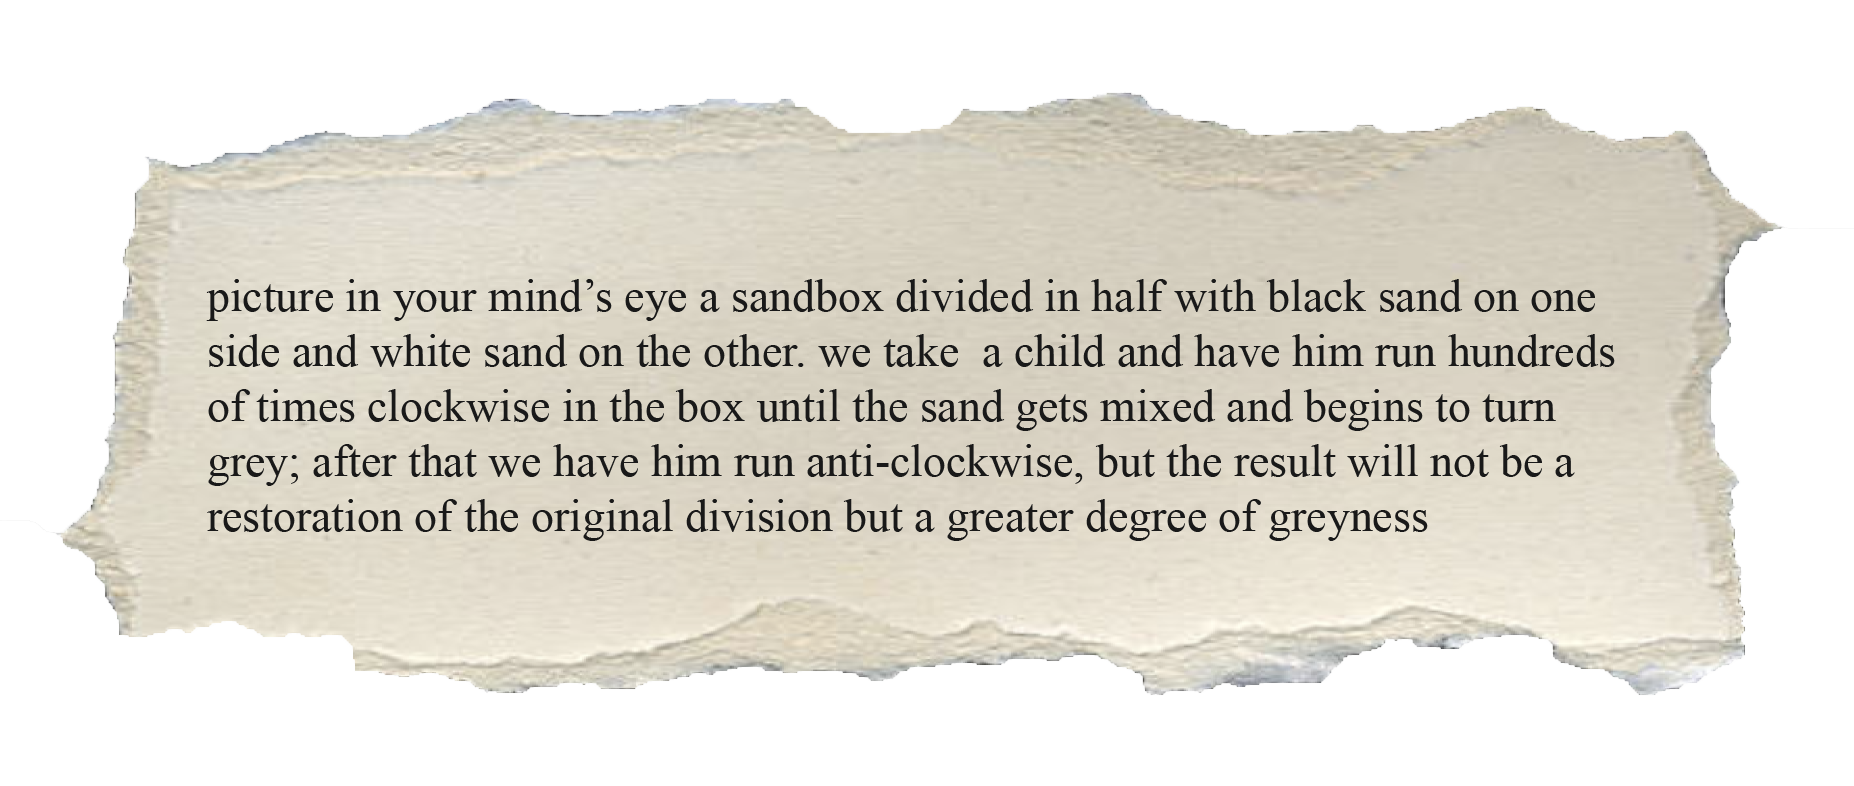 picture in your mind’s eye a sandbox divided in half with black sand on one
side and white sand on the other. we take  a child and have him run hundreds
of times clockwise in the box until the sand gets mixed and begins to turn
grey; after that we have him run anti-clockwise, but the result will not be a
restoration of the original division but a greater degree of greyness